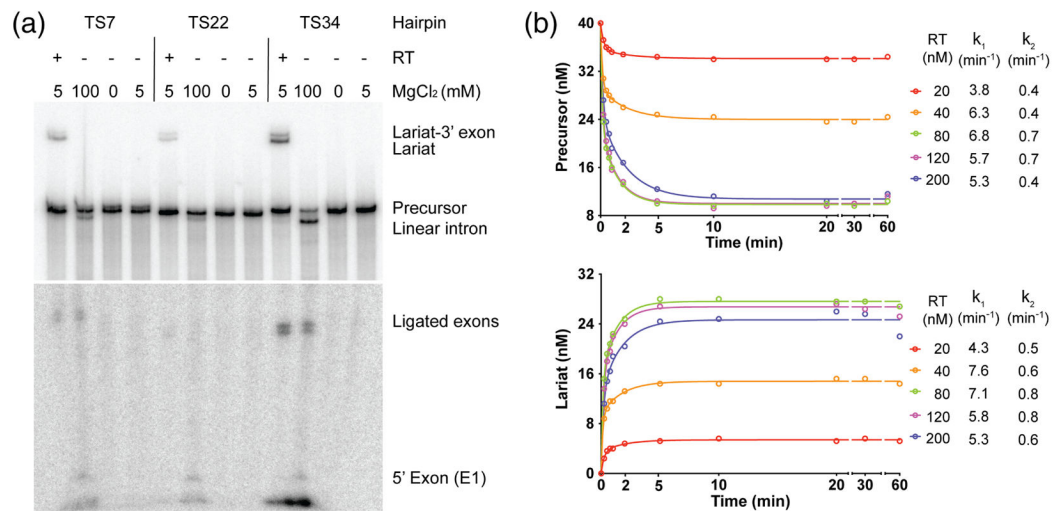 (a)
TS7 TS22 TS34 Hairpin
+ - - - + - - - + - - - RT
5 100 0 5 5 100 0 5 5 100 0 5 MgCl₂ (mM)
Lariat-3' exon
Lariat
Precursor
Linear intron
Ligated exons
5' Exon (E1)
(b)
Precursor (nM)
40
32
24
16
8
0 2 5 10 20 30 60
Time (min)
RT k₁ k₂
(nM) (min⁻¹) (min⁻¹)
20 3.8 0.4
40 6.3 0.4
80 6.8 0.7
120 5.7 0.7
200 5.3 0.4
Lariat (nM)
32
24
16
8
0
0 2 5 10 20 30 60
Time (min)
RT k₁ k₂
(nM) (min⁻¹) (min⁻¹)
20 4.3 0.5
40 7.6 0.6
80 7.1 0.8
120 5.8 0.8
200 5.3 0.6